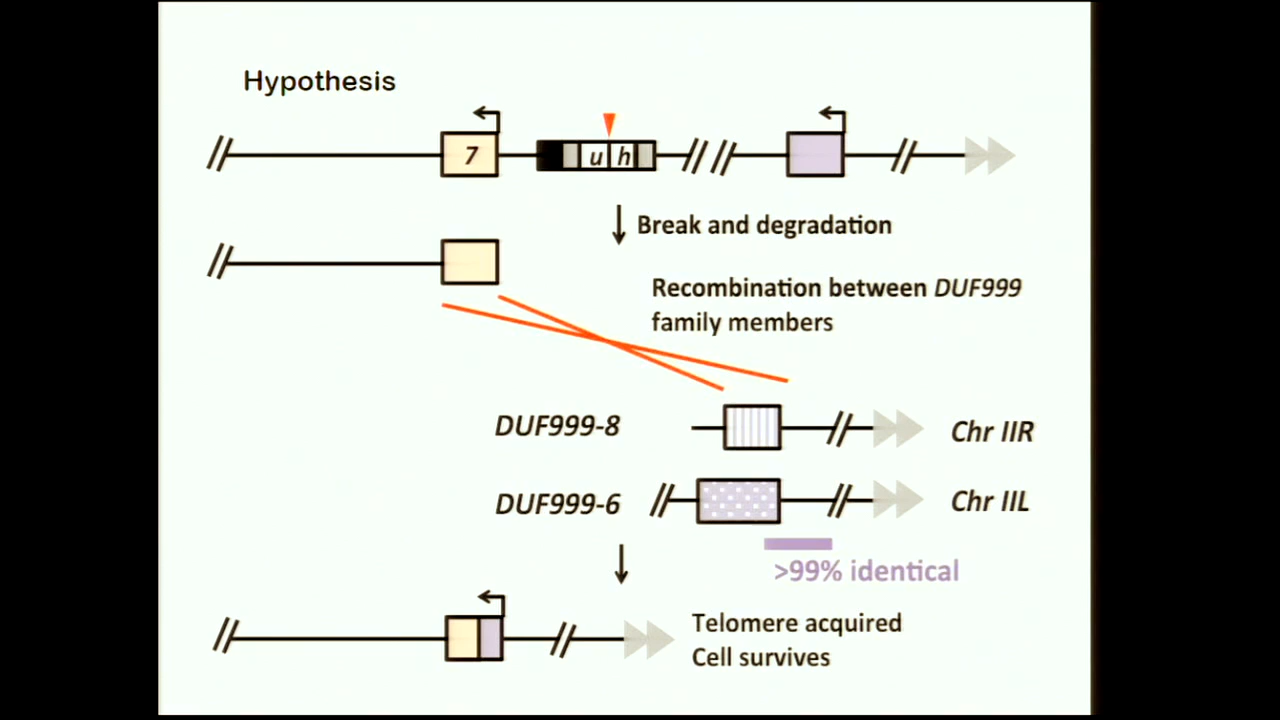 Hypothesis
7
u h
Break and degradation
Recombination between DUF999
family members
DUF999-8
Chr IIR
DUF999-6
Chr IIL
>99% identical
Telomere acquired
Cell survives